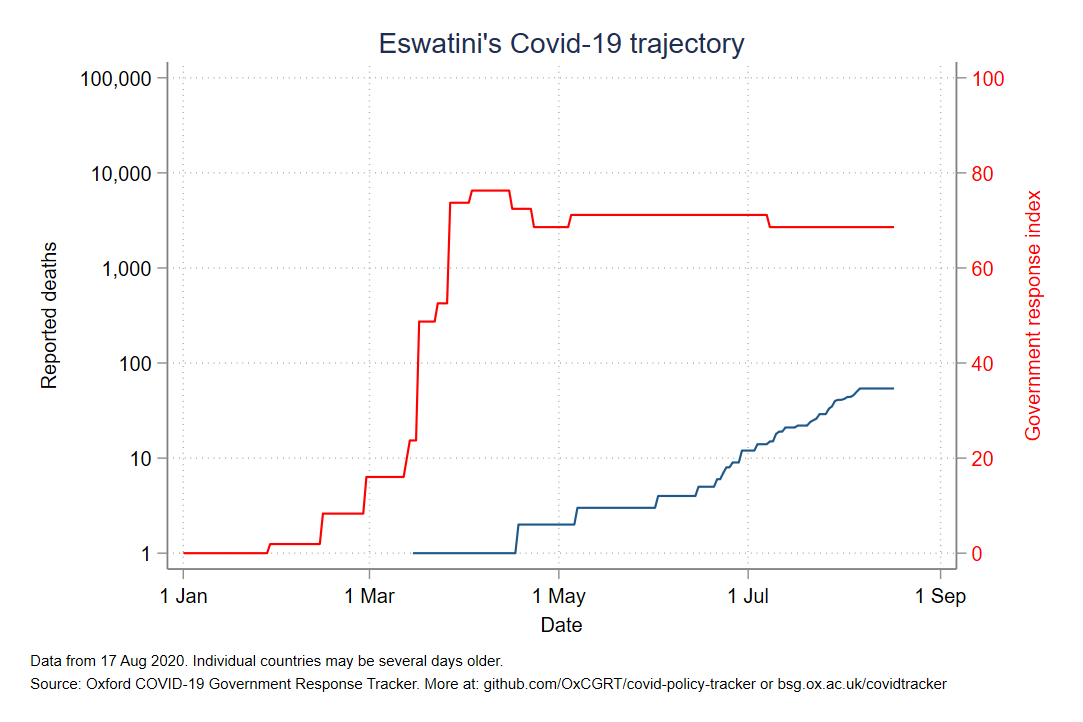 Eswatini's Covid-19 trajectory
100,000
10,000
1,000
100
10
1
Reported deaths
100
80
60
40
20
0
Government response index
1 Jan
1 Mar
1 May
1 Jul
1 Sep
Date
Data from 17 Aug 2020. Individual countries may be several days older.
Source: Oxford COVID-19 Government Response Tracker. More at: github.com/OxCGRT/covid-policy-tracker or bsg.ox.ac.uk/covidtracker